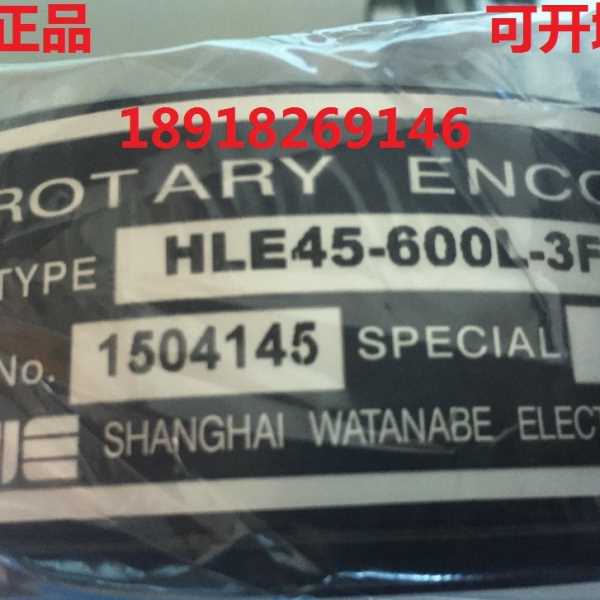 正品
可开
18918269146
ROTARY ENCO
TYPE HLE45-600L-3F
No. 1504145 SPECIAL
SHANGHAI WATANABE ELECT